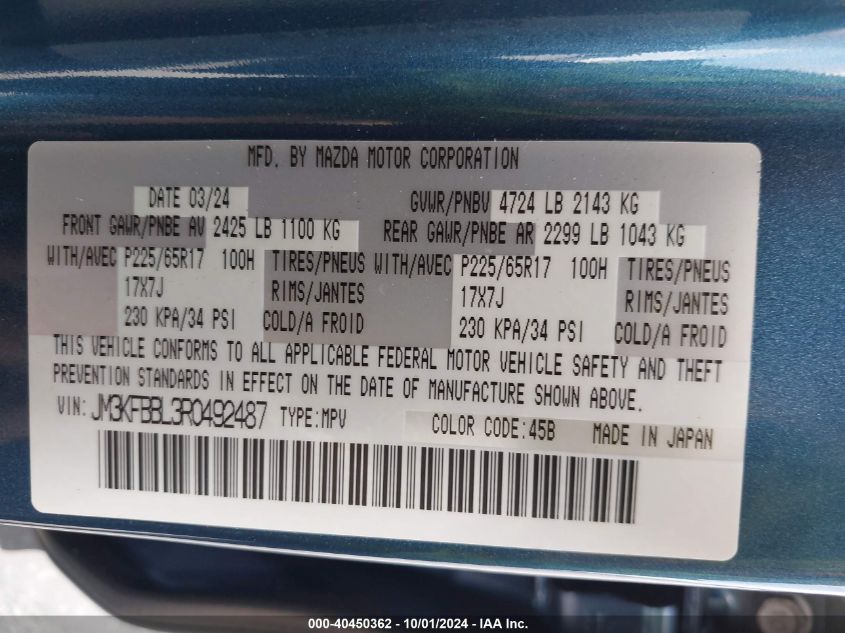 MFD. BY MAZDA MOTOR CORPORATION
DATE 03/24 GVWR/PNBV 4724 LB 2143 KG
FRONT GAWR/PNBE AV 2425 LB 1100 KG REAR GAWR/PNBE AR 2299 LB 1043 KG
WITH/AVEC P225/65R17 100H TIRES/PNEUS WITH/AVEC P225/65R17 100H TIRES/PNEUS
17X7J RIMS/JANTES 17X7J RIMS/JANTES
230 KPA/34 PSI COLD/A FROID 230 KPA/34 PSI COLD/A FROID
THIS VEHICLE CONFORMS TO ALL APPLICABLE FEDERAL MOTOR VEHICLE SAFETY AND THEFT
PREVENTION STANDARDS IN EFFECT ON THE DATE OF MANUFACTURE SHOWN ABOVE.
VIN: JM3KFBBL3R0492487 TYPE:MPV COLOR CODE:45B MADE IN JAPAN
000-40450362 - 10/01/2024 - IAA Inc.